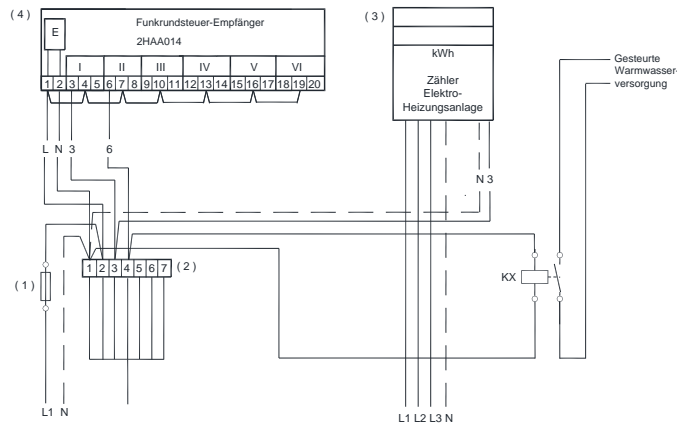 ( 4 )
Funkrundsteuer-Empfänger
E
2HAA014
I II III IV V VI
1 2 3 4 5 6 7 8 9 10 11 12 13 14 15 16 17 18 19 20
L N 3 6
( 3 )
kWh
Zähler
Elektro-
Heizungsanlage
N 3
Gesteurte
Warmwasser-
versorgung
( 1 )
1 2 3 4 5 6 7 ( 2 )
KX
L1 N
L1 L2 L3 N